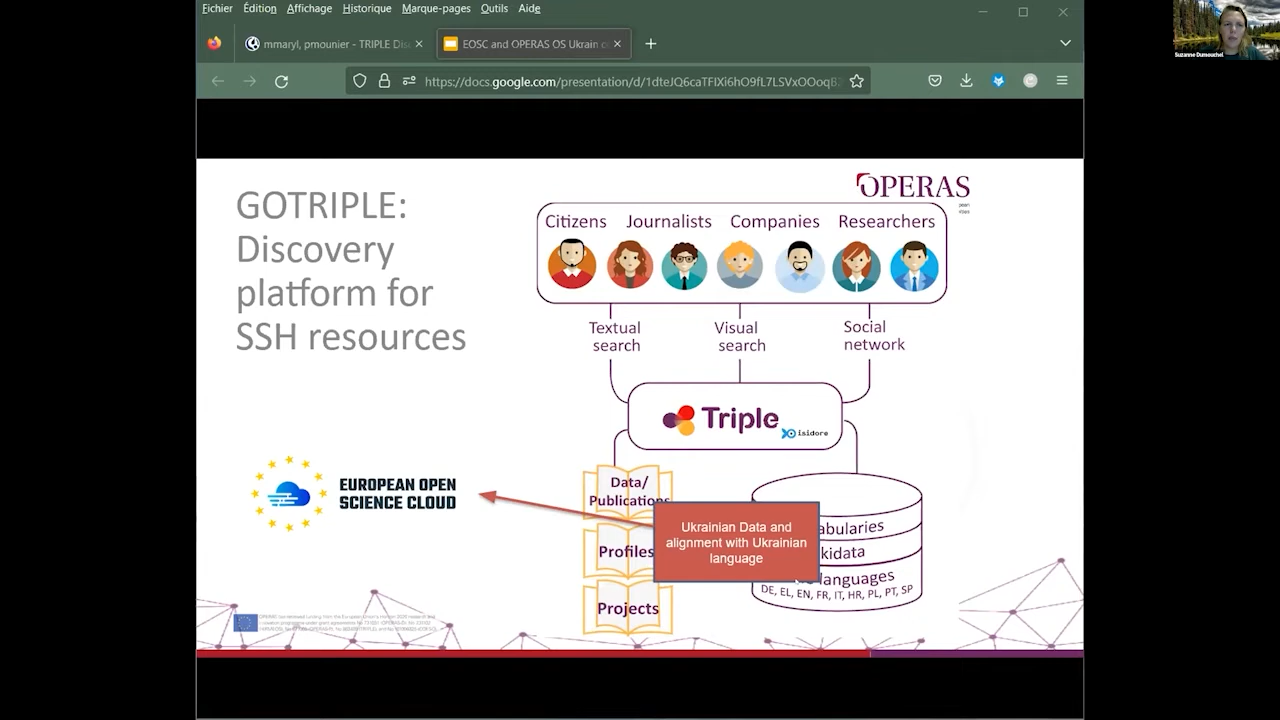 Fichier Édition Affichage Historique Marque-pages Outils Aide
mmaryl, pmounier - TRIPLE Dis
EOSC and OPERAS OS Ukrain
https://docs.google.com/presentation/d/
Suzanne Dumouchel
GOTRIPLE:
Discovery
platform for
SSH resources
OPERAS
Citizens Journalists Companies Researchers
Textual
search
Visual
search
Social
network
Triple
isidore
EUROPEAN OPEN
SCIENCE CLOUD
Data/
Publications
Profiles
Projects
Ukrainian Data and
alignment with Ukrainian
language
abularies
kidata
languages
DE, EL, EN, FR, IT, HR, PL, PT, SP